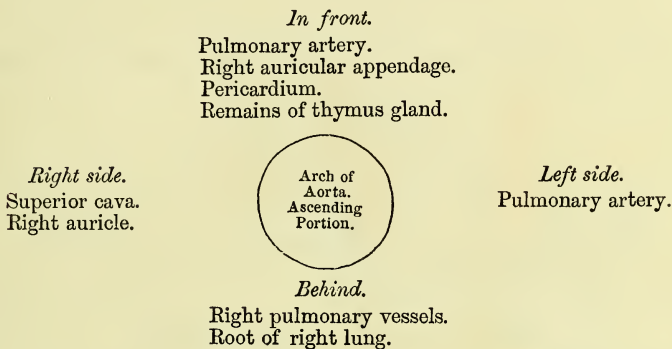 In front.
Pulmonary artery.
Right auricular appendage.
Pericardium.
Remains of thymus gland.
Right side.
Superior cava.
Right auricle.
Arch of
Aorta.
Ascending
Portion.
Left side.
Pulmonary artery.
Behind.
Right pulmonary vessels.
Root of right lung.